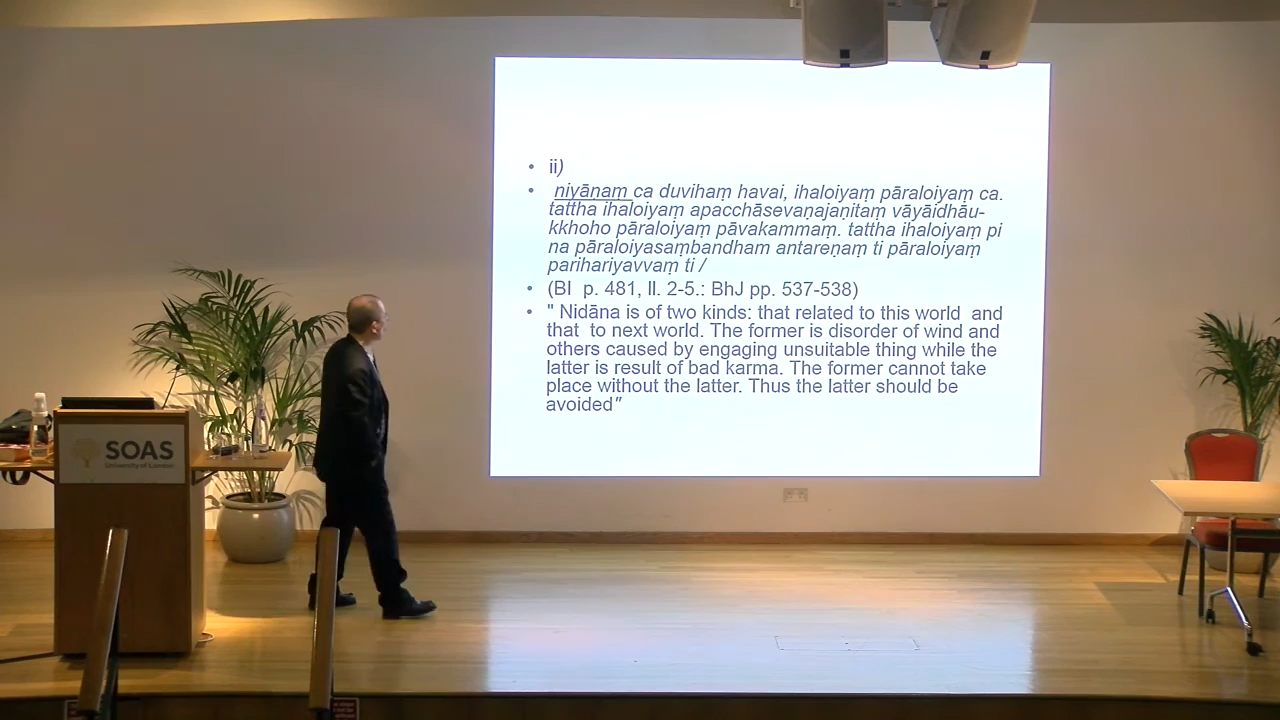 ii)
niyānaṃ ca duvihaṃ havai, ihaloiyaṃ pāraloiyaṃ ca.
tattha ihaloiyaṃ apacchāsevaṇajaṇitaṃ vāyāidhāu-
kkhoho pāraloiyaṃ pāvakammaṃ. tattha ihaloiyaṃ pi
na pāraloiyasaṃbandham antareṇaṃ ti pāraloiyaṃ
parihariyavvaṃ ti /
(BI p. 481, ll. 2-5.: BhJ pp. 537-538)
" Nidāna is of two kinds: that related to this world and
that to next world. The former is disorder of wind and
others caused by engaging unsuitable thing while the
latter is result of bad karma. The former cannot take
place without the latter. Thus the latter should be
avoided"
SOAS
University of London